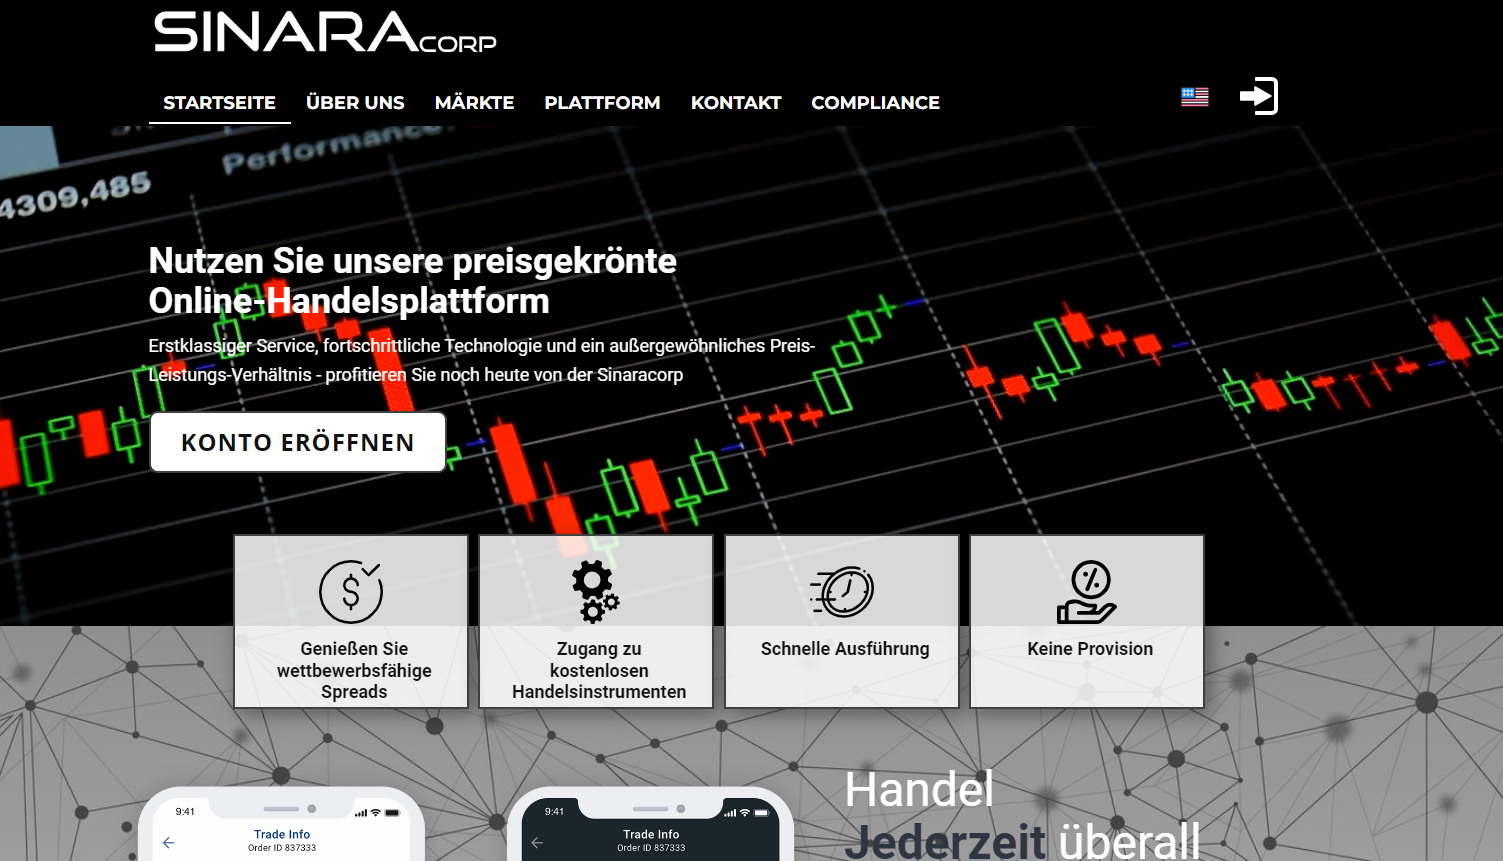 SINARA CORP
STARTSEITE ÜBER UNS MÄRKTE PLATTFORM KONTAKT COMPLIANCE
Performance
4309,485
Nutzen Sie unsere preisgekrönte
Online-Handelsplattform
Erstklassiger Service, fortschrittliche Technologie und ein außergewöhnliches Preis-
Leistungs-Verhältnis - profitieren Sie noch heute von der Sinaracorp
KONTO ERÖFFNEN
Genießen Sie
wettbewerbsfähige
Spreads
Zugang zu
kostenlosen
Handelsinstrumenten
Schnelle Ausführung
Keine Provision
9:41
Trade Info
Order ID 837333
9:41
Trade Info
Order ID 837333
Handel
Jederzeit überall